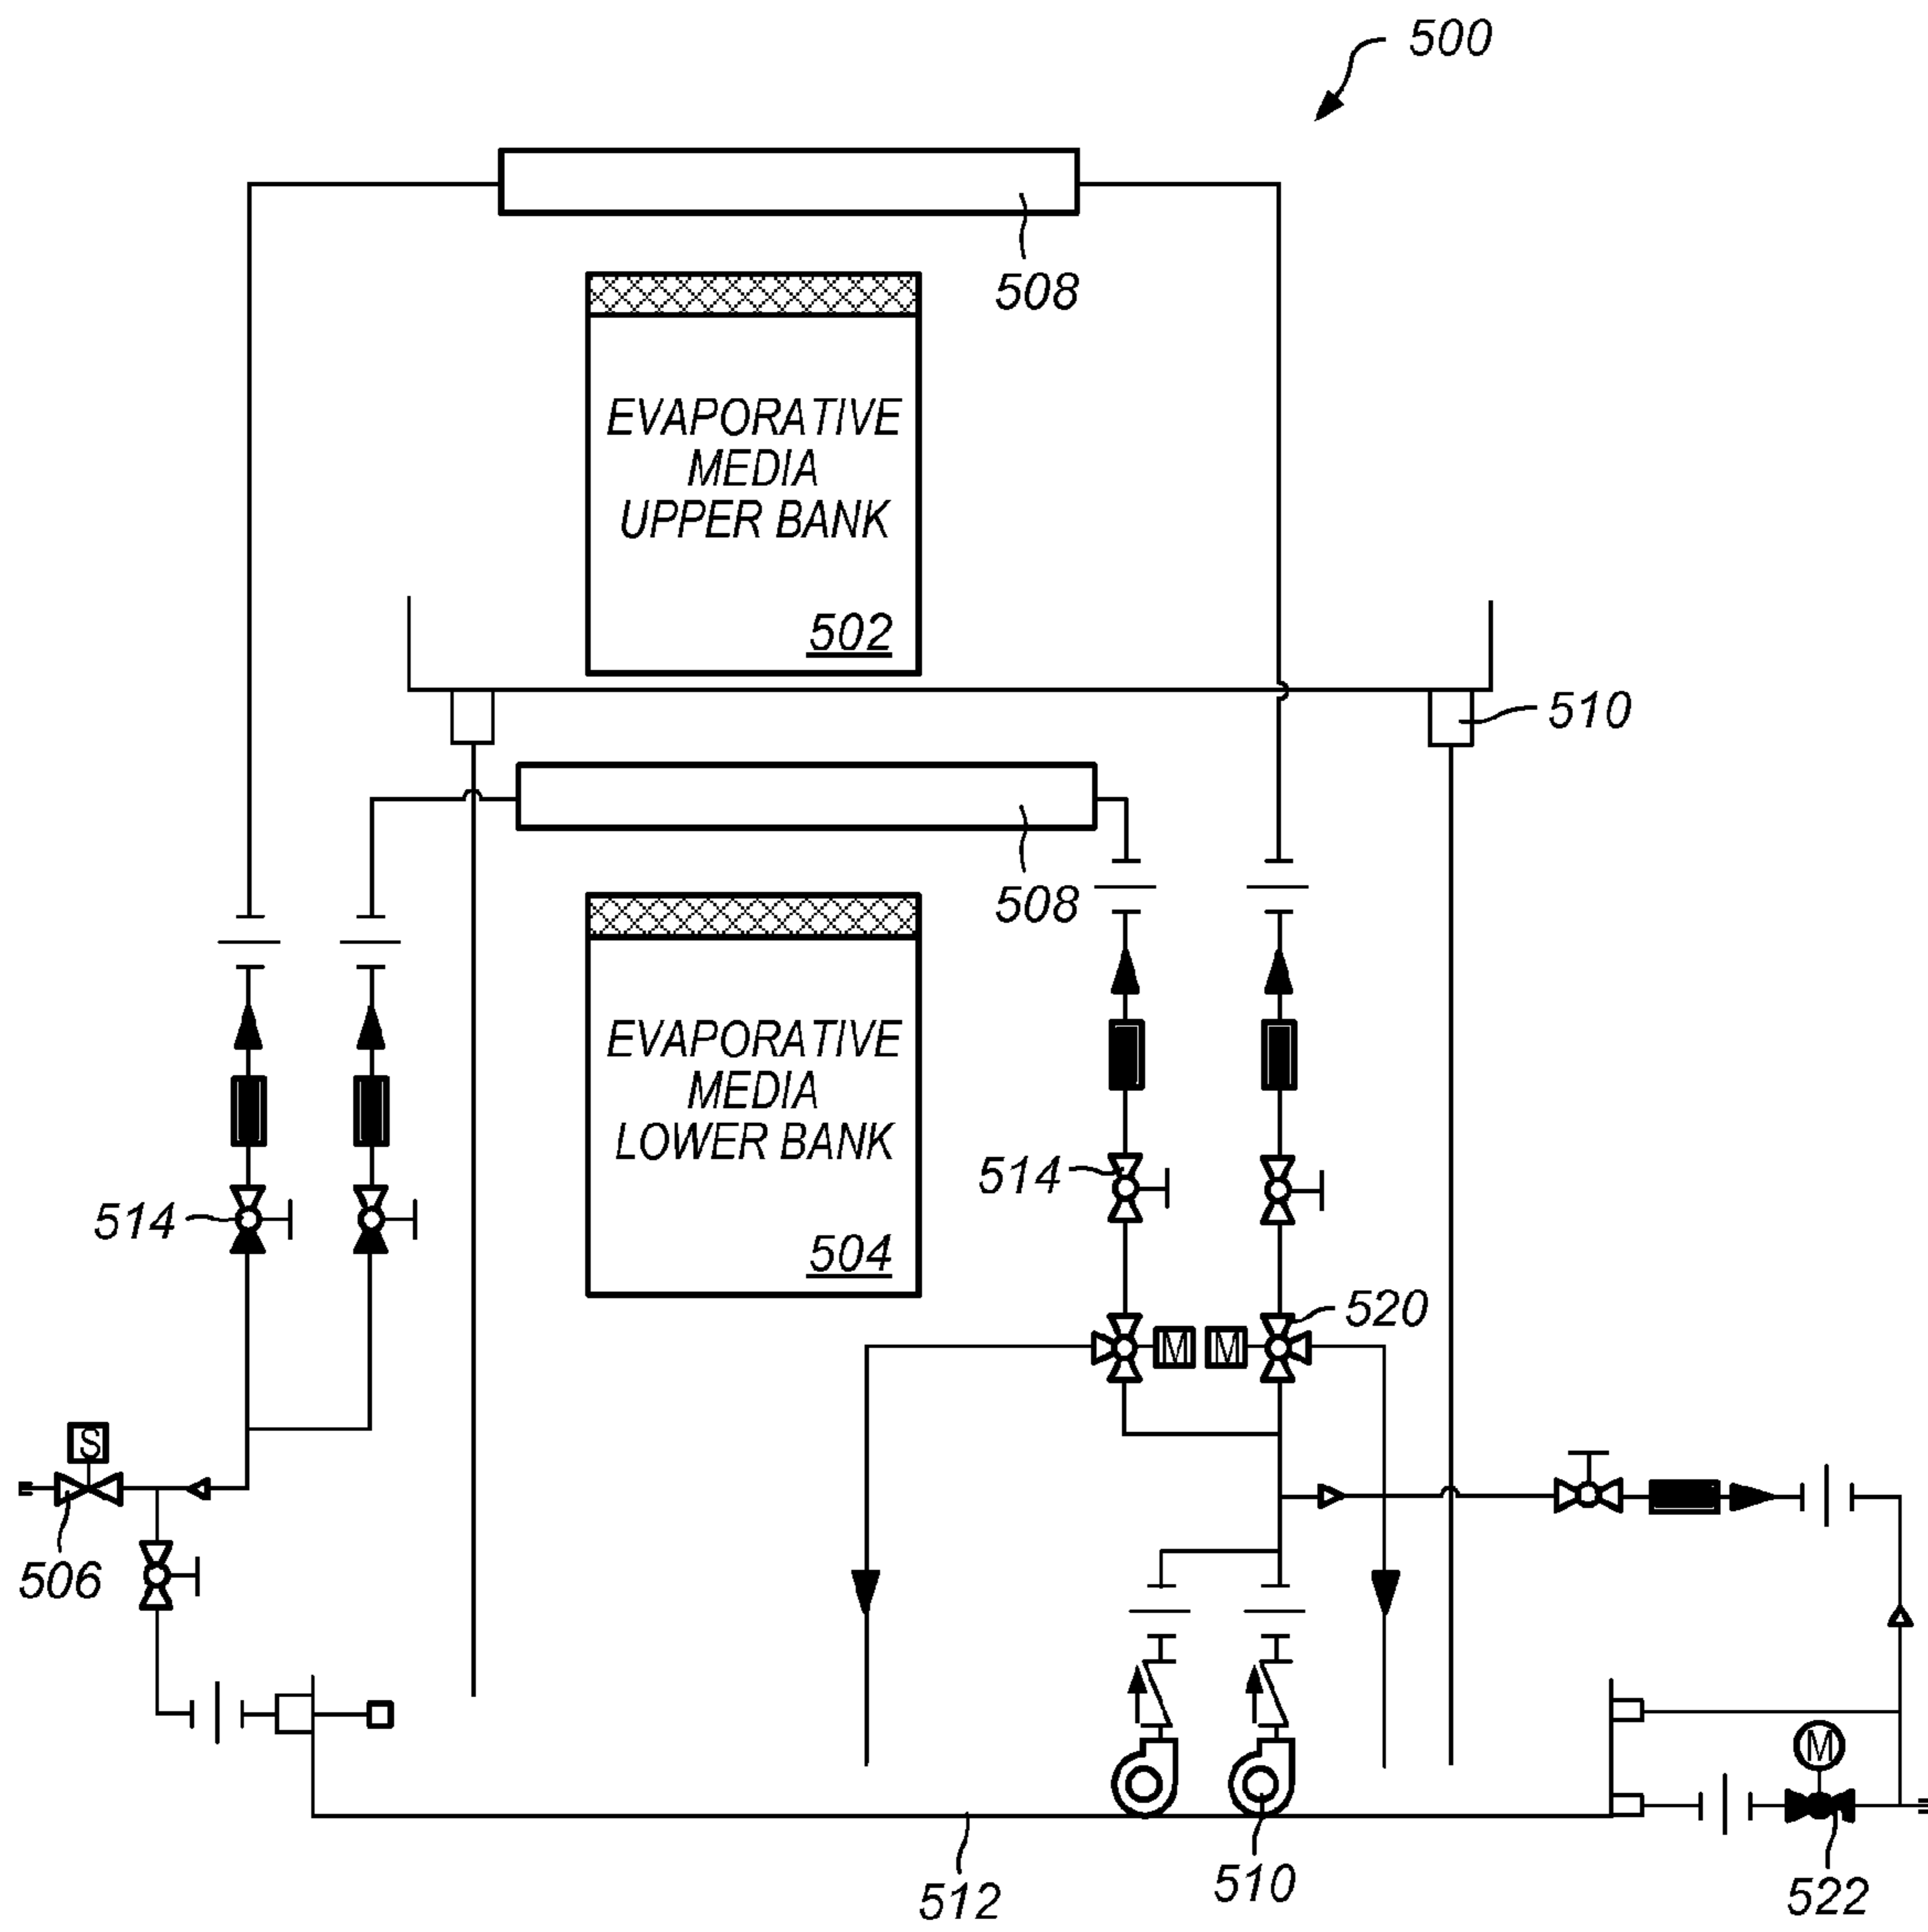 500
508
EVAPORATIVE
MEDIA
UPPER BANK
502
510
508
EVAPORATIVE
MEDIA
LOWER BANK
504
514
514
520
M
M
S
506
M
510
512
522